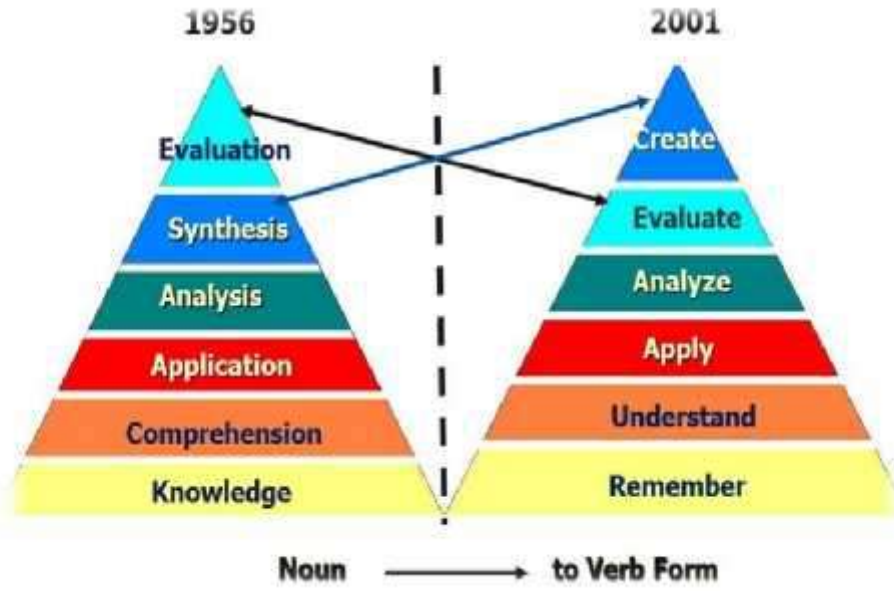 1956
2001
Evaluation
Synthesis
Analysis
Application
Comprehension
Knowledge
Create
Evaluate
Analyze
Apply
Understand
Remember
Noun to Verb Form